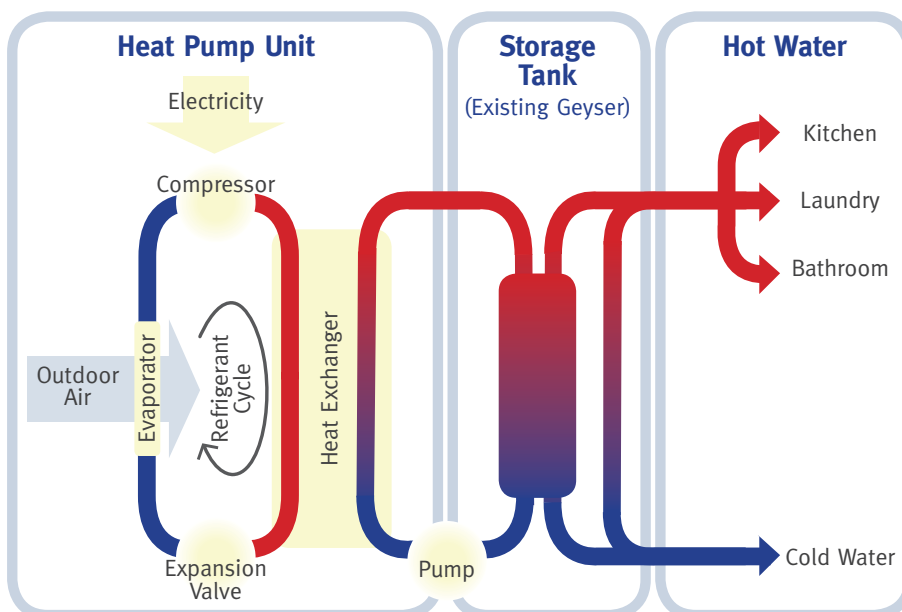 Heat Pump Unit
Electricity
Compressor
Outdoor
Air
Evaporator
Refrigerant
Cycle
Heat Exchanger
Expansion
Valve
Pump
Storage
Tank
(Existing Geyser)
Hot Water
Kitchen
Laundry
Bathroom
Cold Water